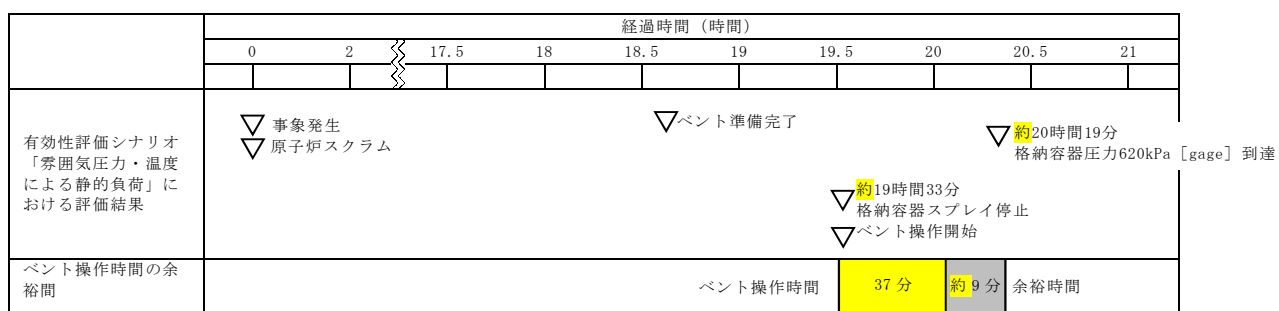 経過時間 (時間)
0 2 17.5 18 18.5 19 19.5 20 20.5 21
有効性評価シナリオ
「雰囲気圧力・温度
による静的負荷」に
おける評価結果
事象発生
原子炉スクラム
ベント準備完了
約20時間19分
格納容器圧力620kPa［gage］到達
約19時間33分
格納容器スプレイ停止
ベント操作開始
ベント操作時間の余
裕間
ベント操作時間 37 分 約 9 分 余裕時間